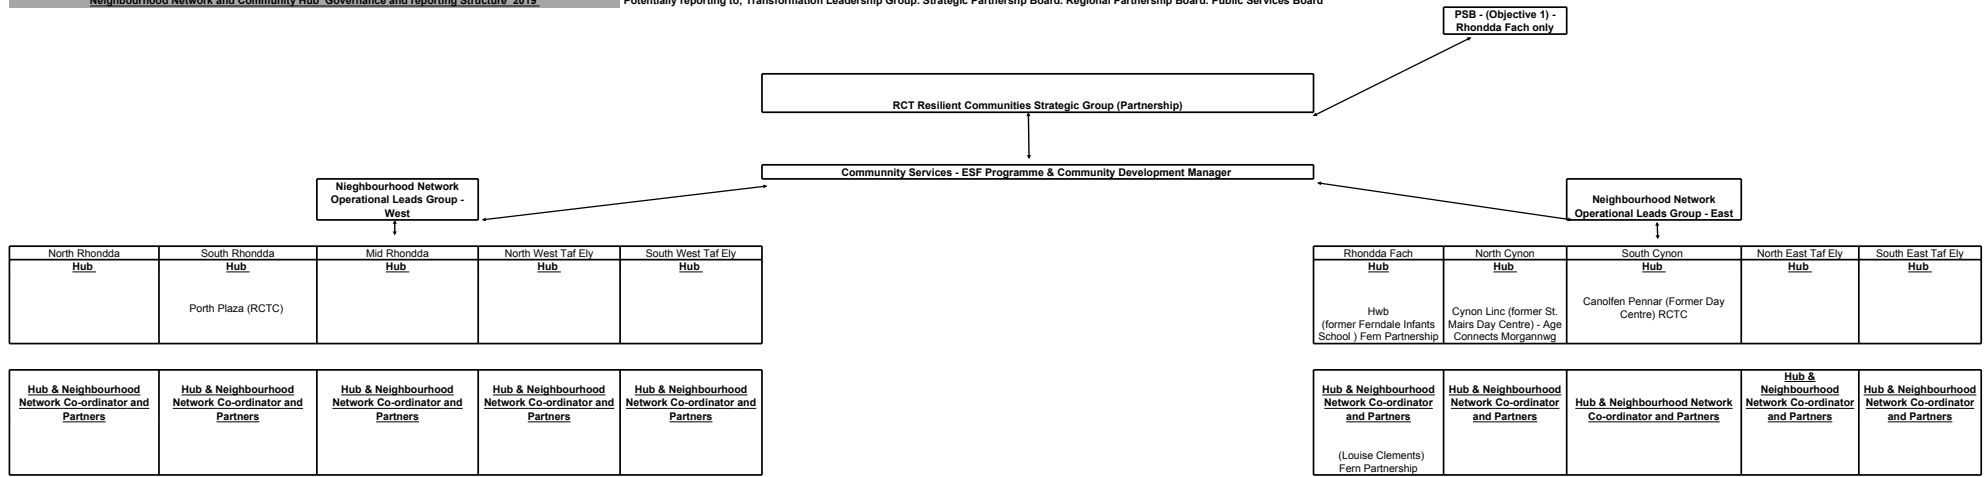 Neighbourhood Network and Community Hub Governance and reporting Structure 2019
Potentially reporting to; Transformation Leadership Group. Strategic Partnership Board. Regional Partnership Board. Public Services Board
PSB - (Objective 1) -
Rhondda Fach only
RCT Resilient Communities Strategic Group (Partnership)
Communnity Services - ESF Programme & Community Development Manager
Nieghbourhood Network
Operational Leads Group -
West
Neighbourhood Network
Operational Leads Group - East
North Rhondda
Hub
South Rhondda
Hub
Porth Plaza (RCTC)
Mid Rhondda
Hub
North West Taf Ely
Hub
South West Taf Ely
Hub
Rhondda Fach
Hub
Hwb
(former Ferndale Infants
School ) Fern Partnership
North Cynon
Hub
Cynon Linc (former St.
Mairs Day Centre) - Age
Connects Morgannwg
South Cynon
Hub
Canolfen Pennar (Former Day
Centre) RCTC
North East Taf Ely
Hub
South East Taf Ely
Hub
Hub & Neighbourhood
Network Co-ordinator and
Partners
Hub & Neighbourhood
Network Co-ordinator and
Partners
Hub & Neighbourhood
Network Co-ordinator and
Partners
Hub & Neighbourhood
Network Co-ordinator and
Partners
Hub & Neighbourhood
Network Co-ordinator and
Partners
Hub & Neighbourhood
Network Co-ordinator
and Partners
(Louise Clements)
Fern Partnership
Hub & Neighbourhood
Network Co-ordinator
and Partners
Hub & Neighbourhood Network
Co-ordinator and Partners
Hub &
Neighbourhood
Network Co-ordinator
and Partners
Hub & Neighbourhood
Network Co-ordinator
and Partners